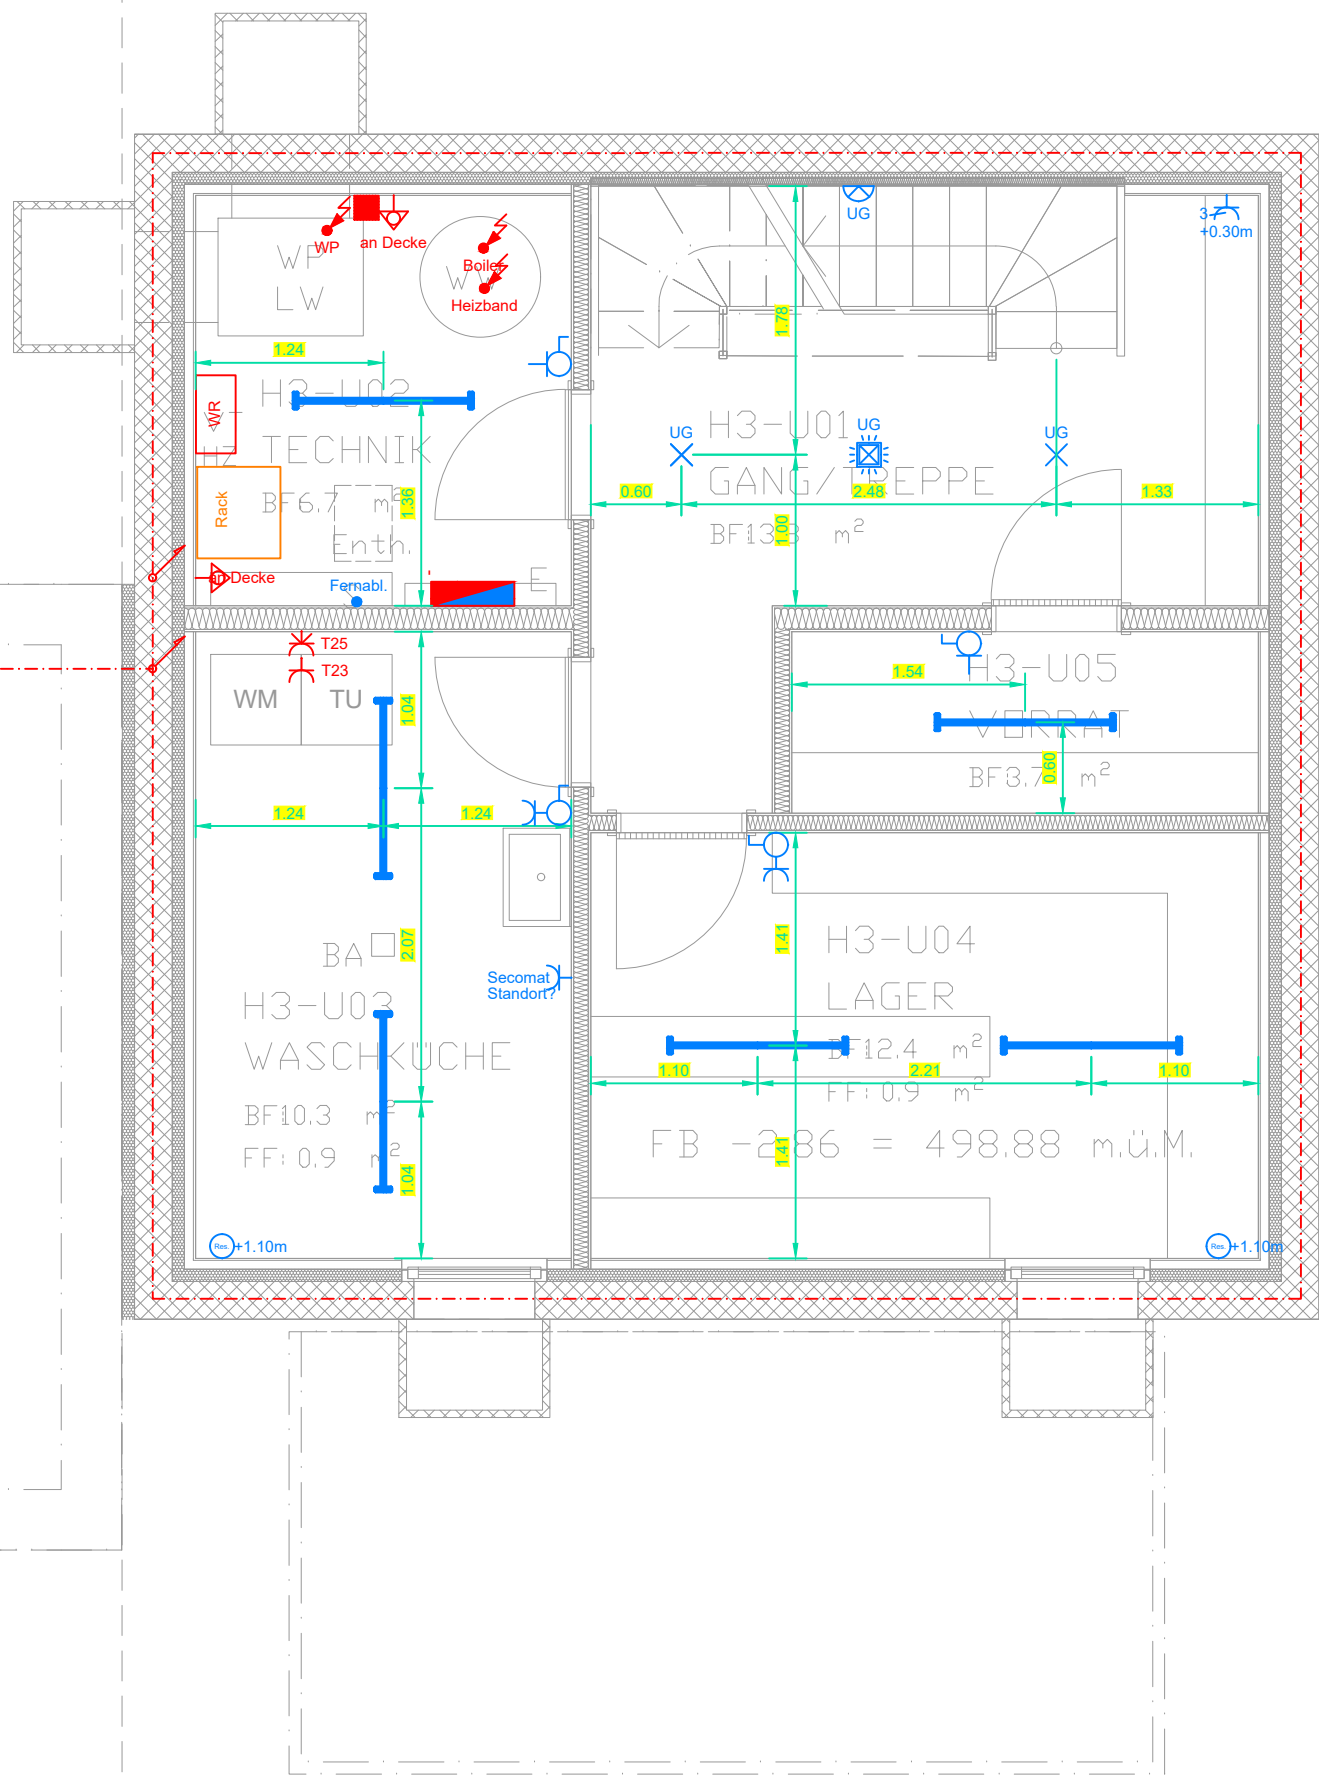 WP
an Decke
WP
LW
Boiler
WW
Heizband
UG
3
+0.30m
1.24
1.78
WR
HZ
H3-U02
TECHNIK
BF6.7 m²
1.36
Enth.
Rack
an Decke
Fernabl.
E
UG
UG
UG
H3-U01
GANG/TREPPE
BF13.3 m²
0.60
2.48
1.33
1.00
T25
T23
WM
TU
1.04
1.24
1.24
2.07
BA
Secomat
Standort?
H3-U03
WASCHKÜCHE
BF10.3 m²
FF: 0.9 m²
1.04
Res.
+1.10m
1.54
H3-U05
VORRAT
BF3.7 m²
0.60
1.41
H3-U04
LAGER
BF12.4 m²
FF: 0.9 m²
1.10
2.21
1.10
FB -2.86 = 498.88 m.ü.M.
1.41
Res.
+1.10m